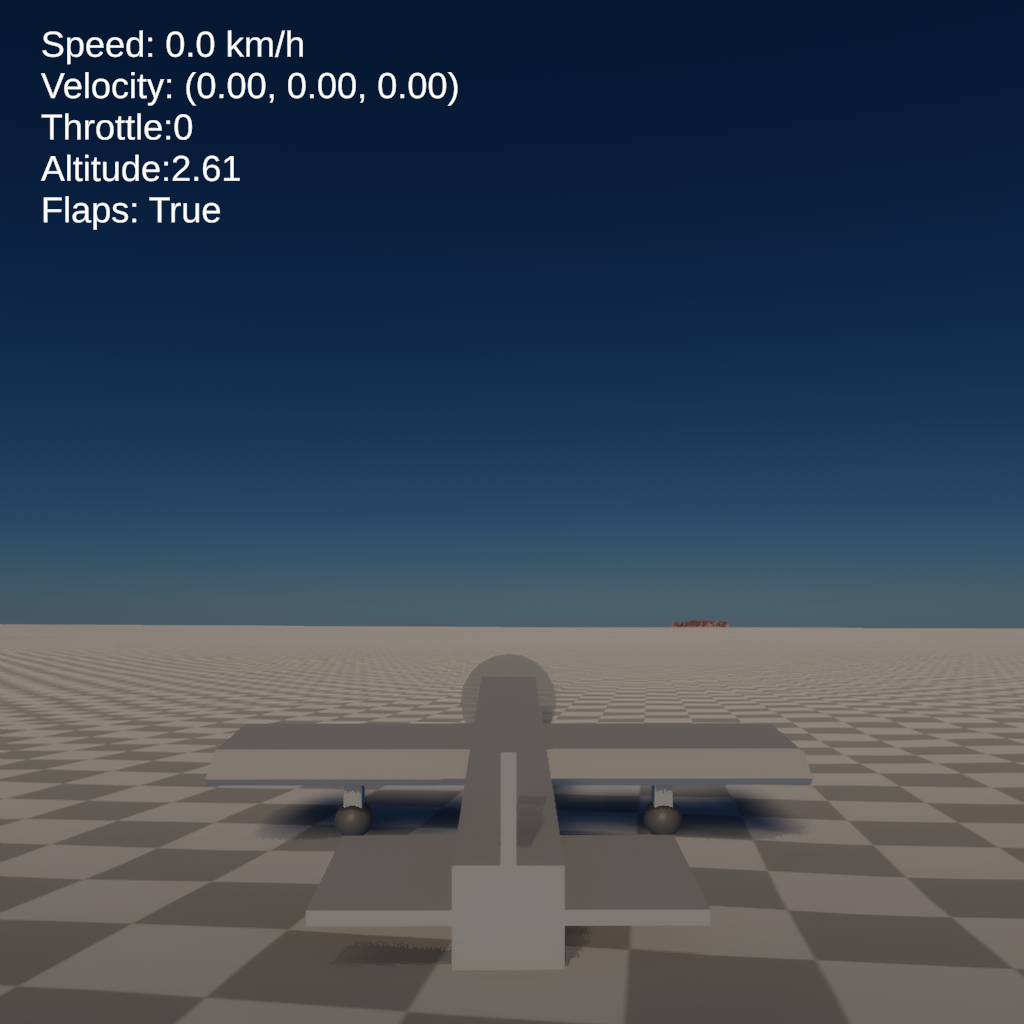 Speed: 0.0 km/h
Velocity: (0.00, 0.00, 0.00)
Throttle:0
Altitude:2.61
Flaps: True